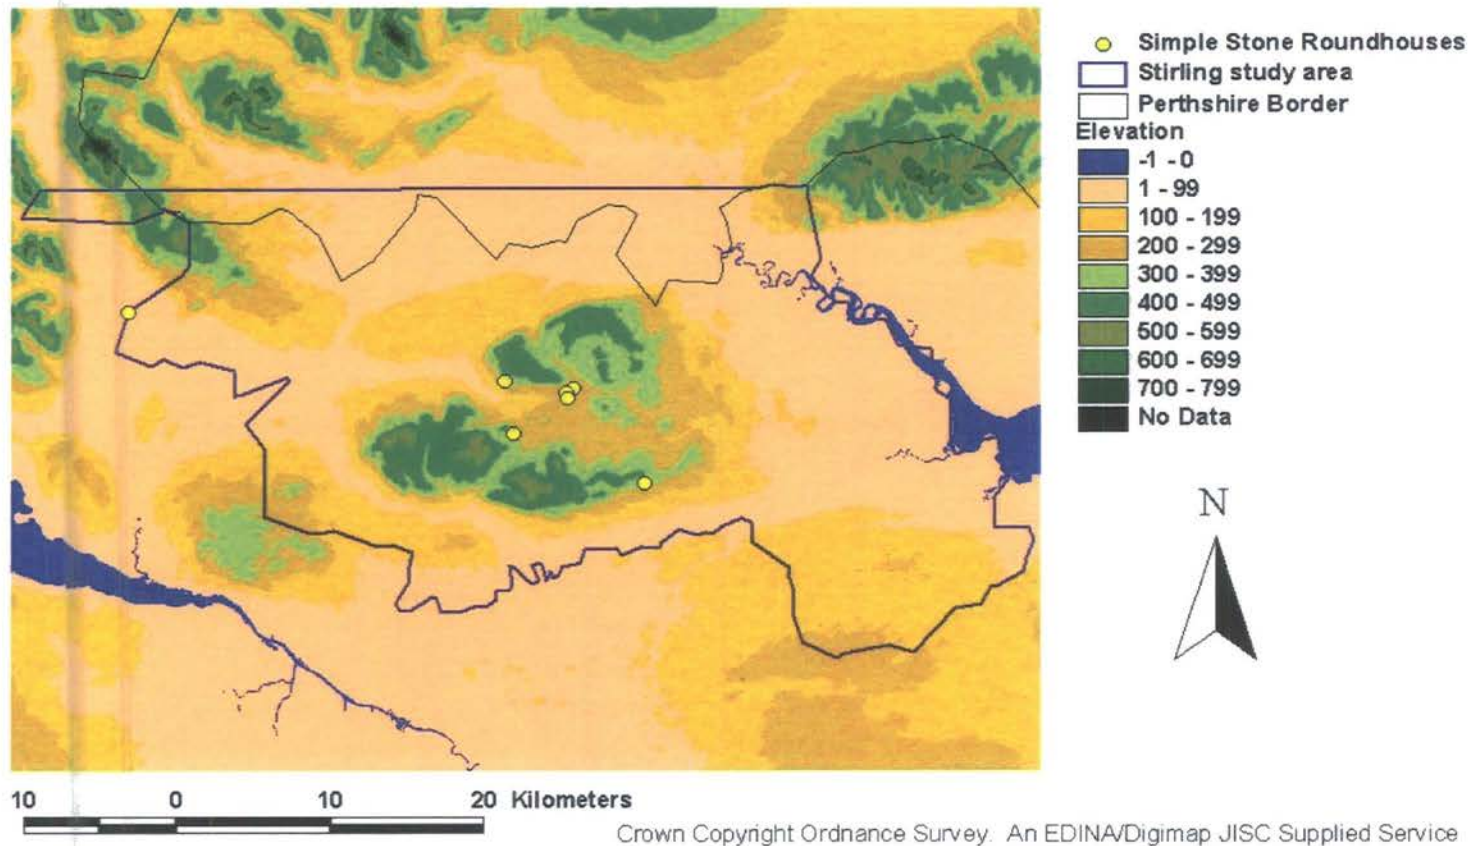 Simple Stone Roundhouses
Stirling study area
Perthshire Border
Elevation
-1 - 0
1 - 99
100 - 199
200 - 299
300 - 399
400 - 499
500 - 599
600 - 699
700 - 799
No Data
N
10 0 10 20 Kilometers
Crown Copyright Ordnance Survey. An EDINA/Digimap JISC Supplied Service